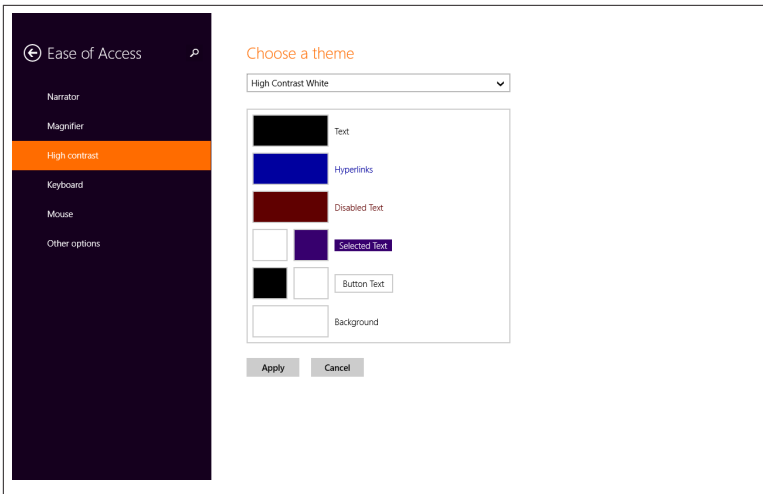 Ease of Access
Narrator
Magnifier
High contrast
Keyboard
Mouse
Other options
Choose a theme
High Contrast White
Text
Hyperlinks
Disabled Text
Selected Text
Button Text
Background
Apply Cancel